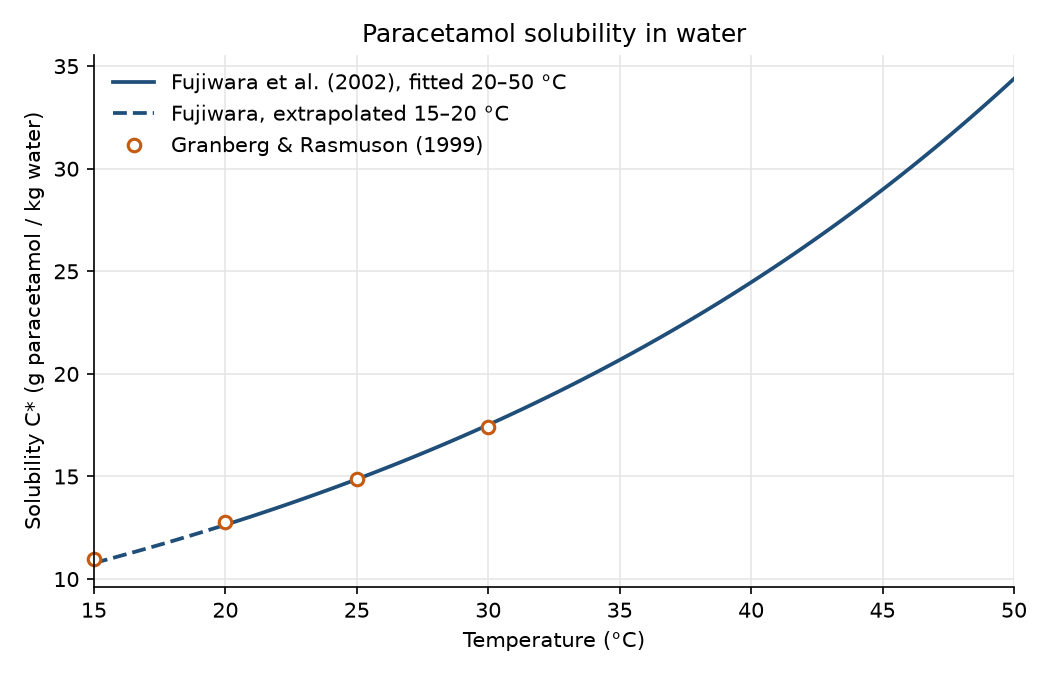 Paracetamol solubility in water
Fujiwara et al. (2002), fitted 20–50 °C
Fujiwara, extrapolated 15–20 °C
Granberg & Rasmuson (1999)
Solubility C* (g paracetamol / kg water)
35
30
25
20
15
10
15 20 25 30 35 40 45 50
Temperature (°C)